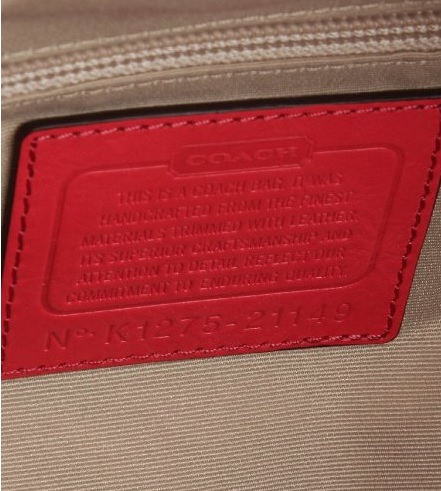 COACH
THIS IS A COACH BAG. IT WAS
HANDCRAFTED FROM THE FINEST
MATERIALS TRIMMED WITH LEATHER.
ITS SUPERIOR CRAFTSMANSHIP AND
ATTENTION TO DETAIL REFLECT OUR
COMMITMENT TO ENDURING QUALITY.
Nº K1275-21149